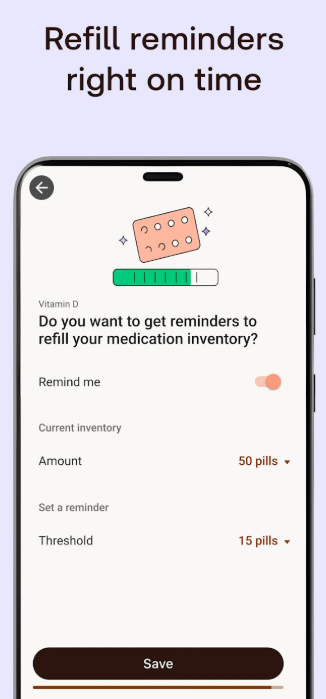 Refill reminders
right on time
Vitamin D
Do you want to get reminders to
refill your medication inventory?
Remind me
Current inventory
Amount 50 pills
Set a reminder
Threshold 15 pills
Save